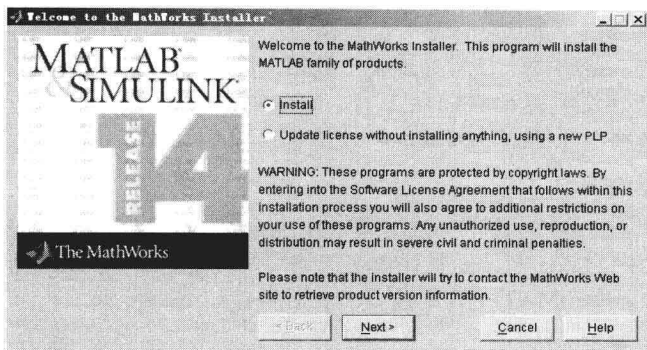 Welcome to the MathWorks Installer
MATLAB
& SIMULINK
RELEASE 14
The MathWorks
Welcome to the MathWorks Installer. This program will install the
MATLAB family of products.
Install
Update license without installing anything, using a new PLP
WARNING: These programs are protected by copyright laws. By
entering into the Software License Agreement that follows within this
installation process you will also agree to additional restrictions on
your use of these programs. Any unauthorized use, reproduction, or
distribution may result in severe civil and criminal penalties.
Please note that the installer will try to contact the MathWorks Web
site to retrieve product version information.
< Back
Next >
Cancel
Help